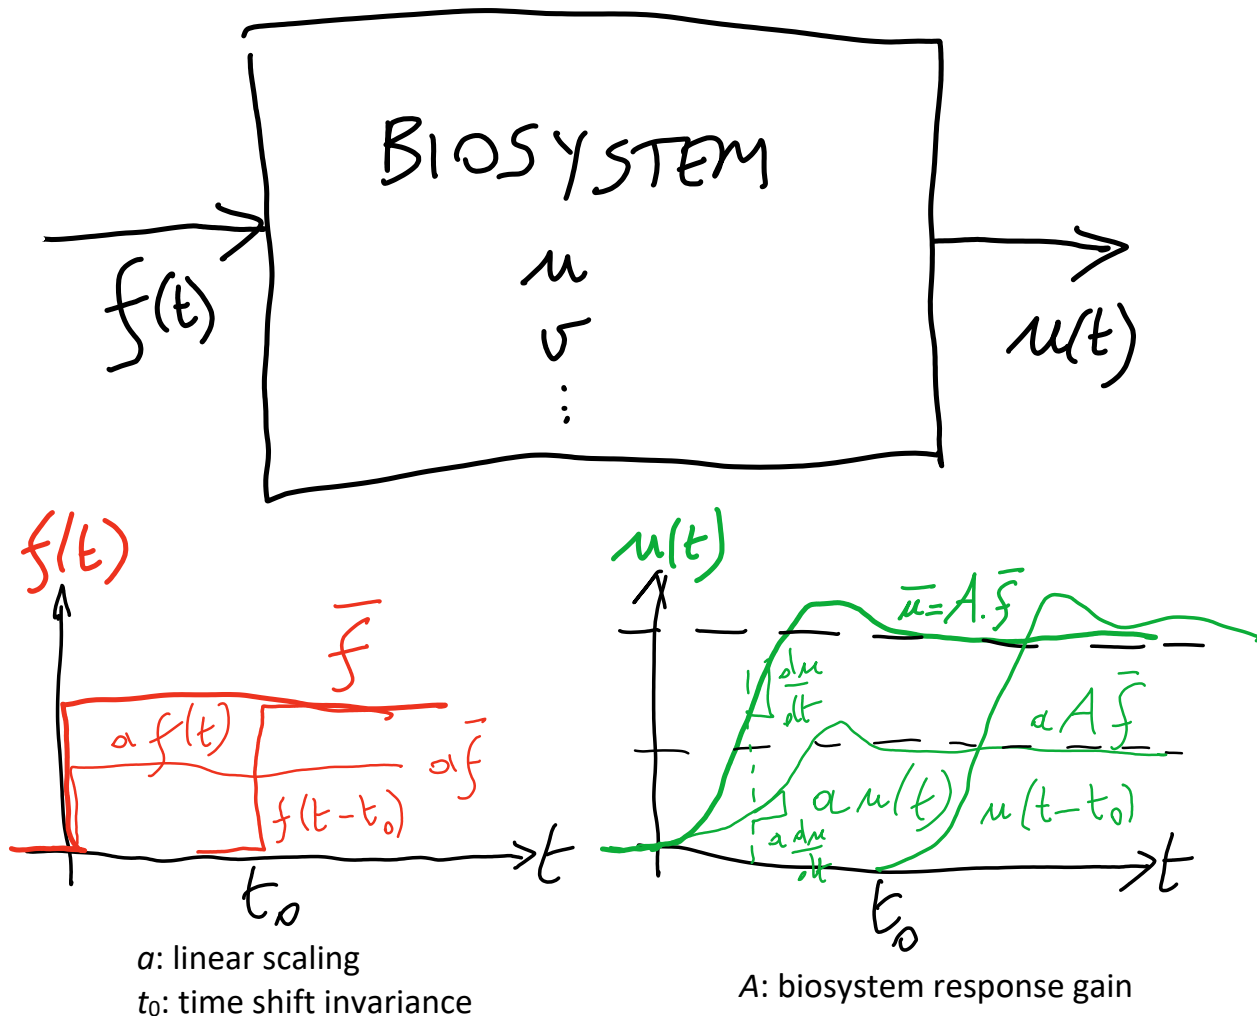 BIOSYSTEM
u
v
⋮
f(t)
u(t)
f(t)
f̄
a f(t)
a f̄
f(t-t₀)
t
t₀
u(t)
ū = A.f̄
du/dt
a A f̄
a u(t)
u(t-t₀)
a du/dt
t
t₀
a: linear scaling
t₀: time shift invariance
A: biosystem response gain